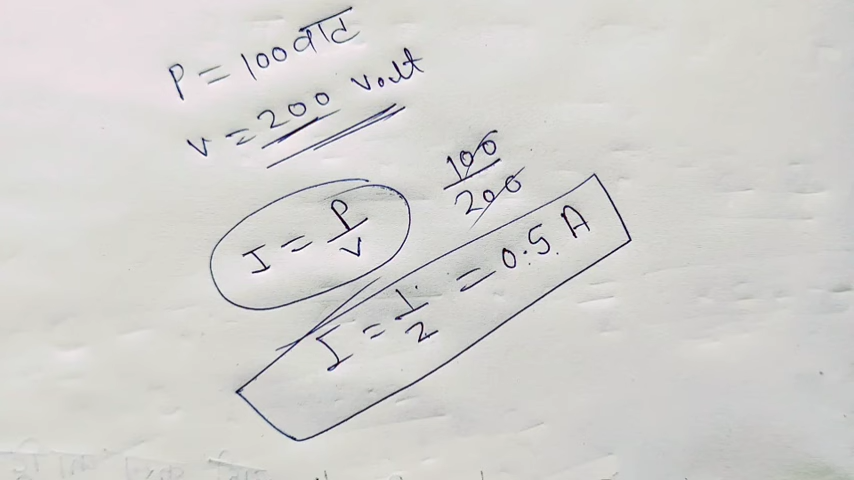 P = 100 वाट
V = 200 volt
I = P/V
100/200
I = 1/2 = 0.5 A